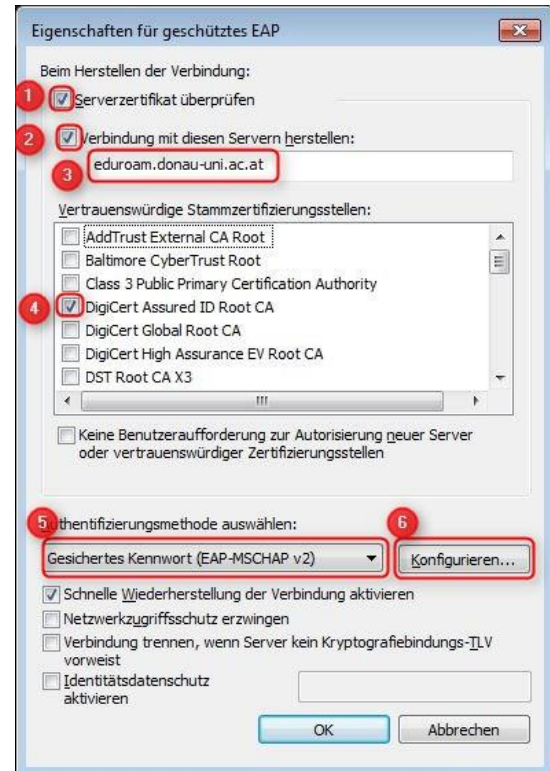 Eigenschaften für geschütztes EAP
Beim Herstellen der Verbindung:
1 Serverzertifikat überprüfen
2 Verbindung mit diesen Servern herstellen:
3 eduroam.donau-uni.ac.at
Vertrauenswürdige Stammzertifizierungsstellen:
AddTrust External CA Root
Baltimore CyberTrust Root
Class 3 Public Primary Certification Authority
4 DigiCert Assured ID Root CA
DigiCert Global Root CA
DigiCert High Assurance EV Root CA
DST Root CA X3
Keine Benutzeraufforderung zur Autorisierung neuer Server
oder vertrauenswürdiger Zertifizierungsstellen
5 uthentifizierungsmethode auswählen:
6
Gesichertes Kennwort (EAP-MSCHAP v2) Konfigurieren...
Schnelle Wiederherstellung der Verbindung aktivieren
Netzwerkzugriffsschutz erzwingen
Verbindung trennen, wenn Server kein Kryptografiebindungs-TLV
vorweist
Identitätsdatenschutz
aktivieren
OK Abbrechen